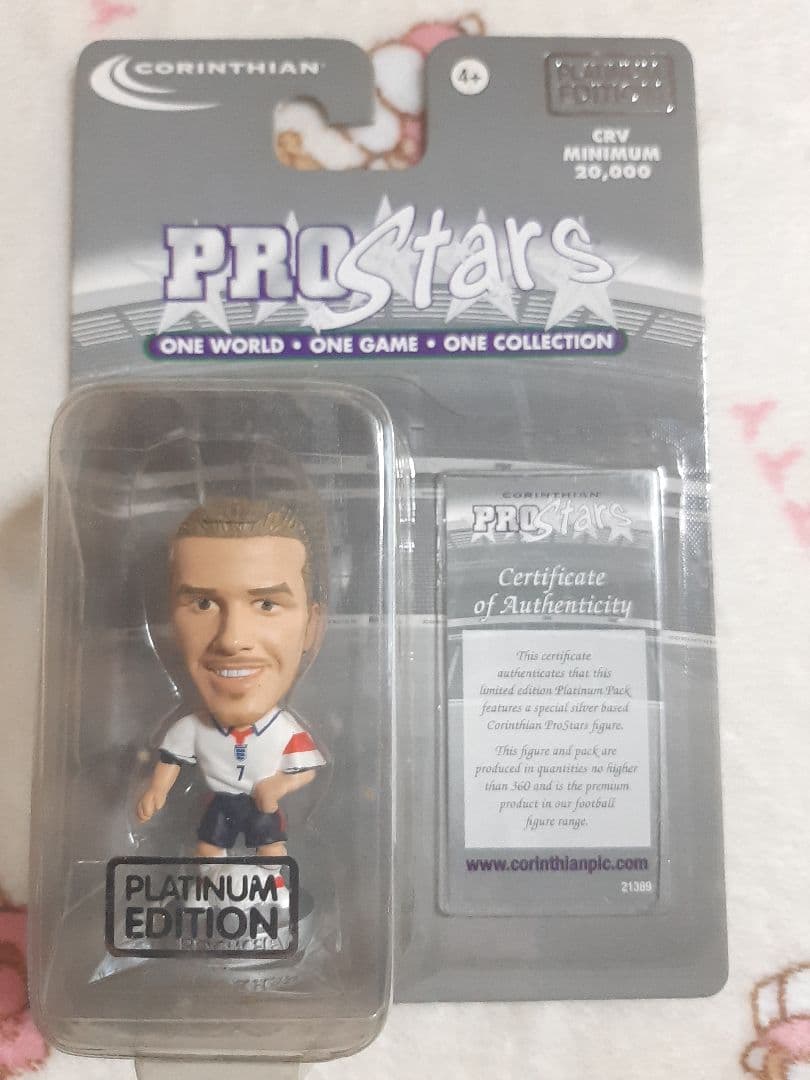 CORINTHIAN
4+
PLATINUM
EDITION
CRV
MINIMUM
20,000
PROStars
ONE WORLD • ONE GAME • ONE COLLECTION
CORINTHIAN
PROStars
Certificate
of Authenticity
This certificate
authenticates that this
limited edition Platinum Pack
features a special silver based
Corinthian ProStars figure.
This figure and pack are
produced in quantities no higher
than 360 and is the premium
product in our football
figure range.
www.corinthianplc.com
21389
7
PLATINUM
EDITION